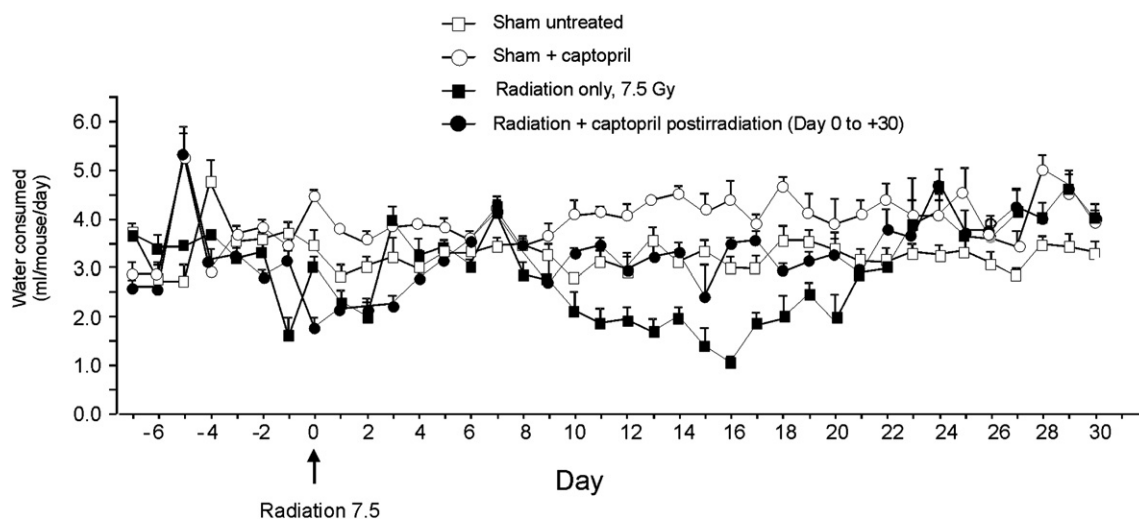 Sham untreated
Sham + captopril
Radiation only, 7.5 Gy
Radiation + captopril postirradiation (Day 0 to +30)
Water consumed
(ml/mouse/day)
6.0
5.0
4.0
3.0
2.0
1.0
0.0
-6 -4 -2 0 2 4 6 8 10 12 14 16 18 20 22 24 26 28 30
Day
Radiation 7.5